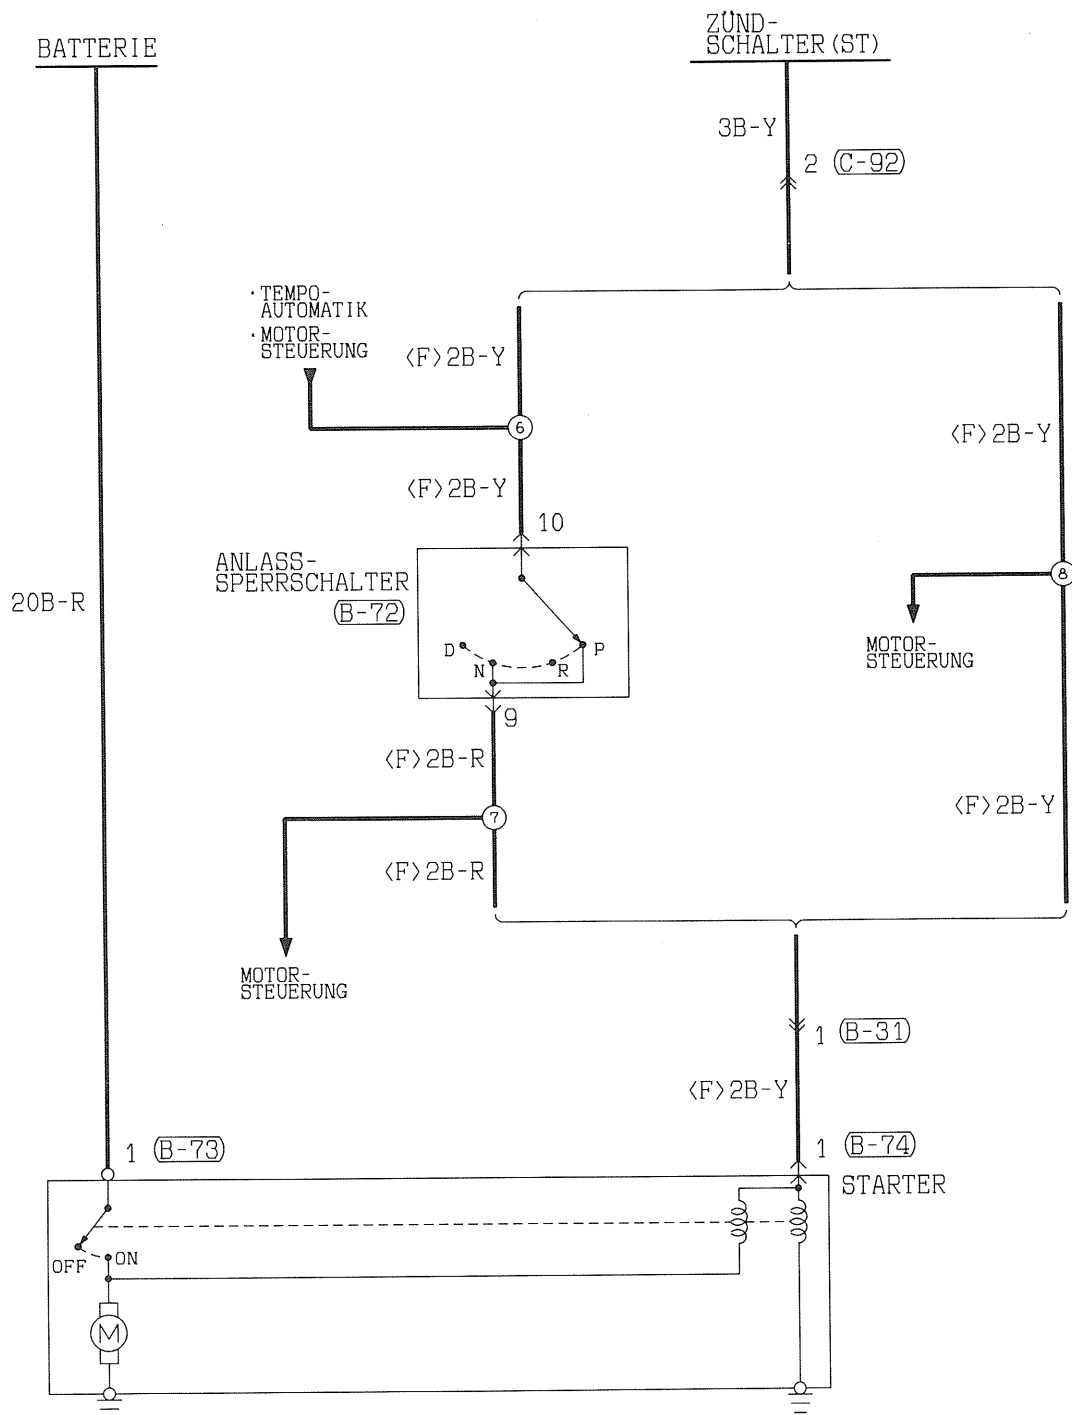 BATTERIE
ZÜND-
SCHALTER(ST)
3B-Y
2 (C-92)
· TEMPO-
AUTOMATIK
· MOTOR-
STEUERUNG
<F>2B-Y
6
<F>2B-Y
<F>2B-Y
10
ANLASS-
SPERRSCHALTER
(B-72)
20B-R
8
D
N
R
P
MOTOR-
STEUERUNG
9
<F>2B-R
7
<F>2B-Y
<F>2B-R
MOTOR-
STEUERUNG
1 (B-31)
<F>2B-Y
1 (B-73)
1 (B-74)
STARTER
OFF
ON
M